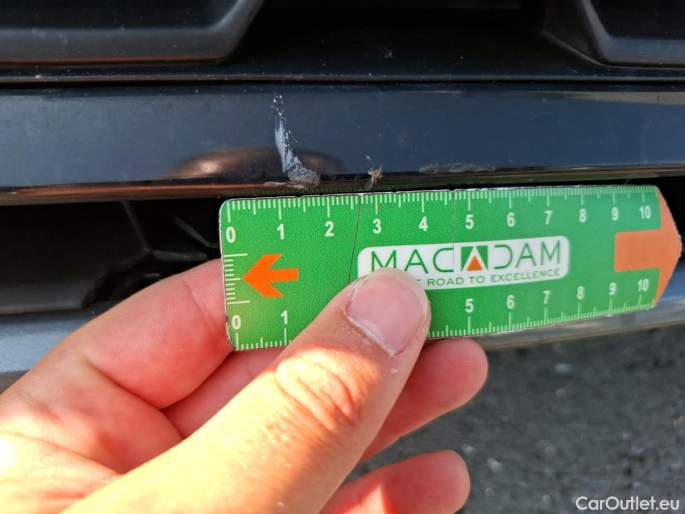 0 1 2 3 4 5 6 7 8 9 10
MACADAM
ROAD TO EXCELLENCE
0 1 5 6 7 8 9 10
CarOutlet.eu